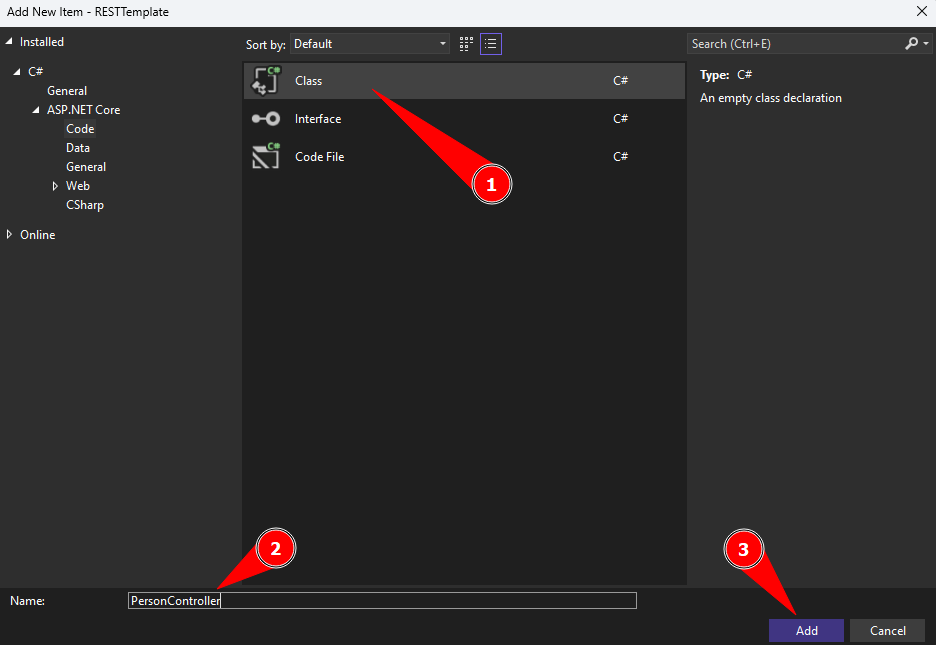 Add New Item - RESTTemplate
Installed
C#
General
ASP.NET Core
Code
Data
General
Web
CSharp
Online
Sort by: Default
Class C#
Interface C#
Code File C#
Search (Ctrl+E)
Type: C#
An empty class declaration
1
2
3
Name: PersonController
Add Cancel